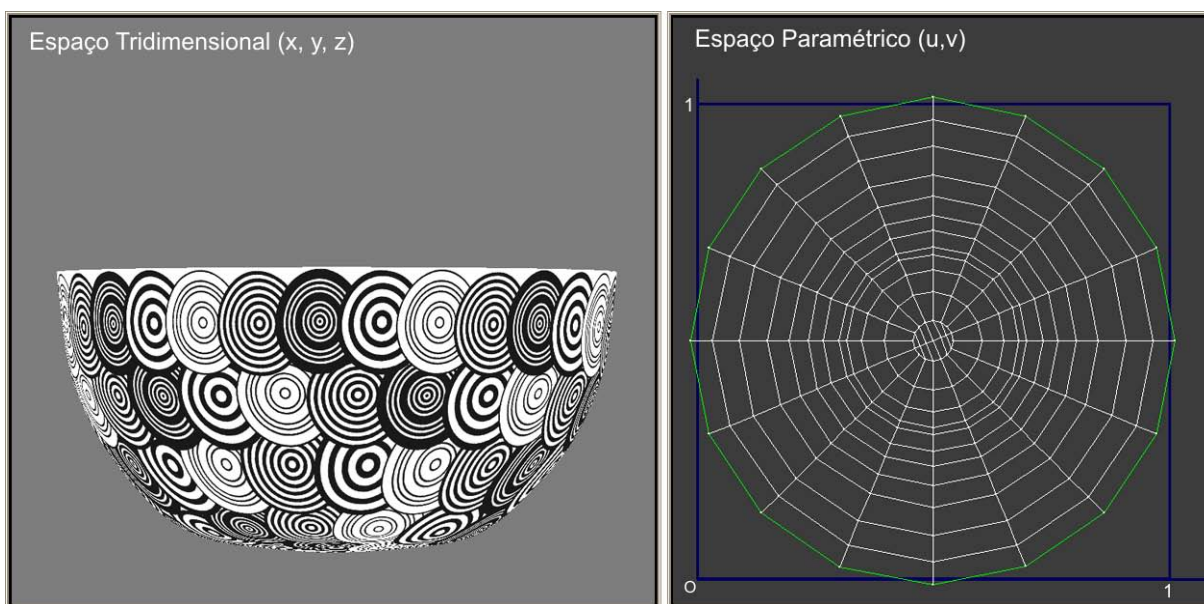 Espaço Tridimensional (x, y, z)
Espaço Paramétrico (u,v)
1
O
1